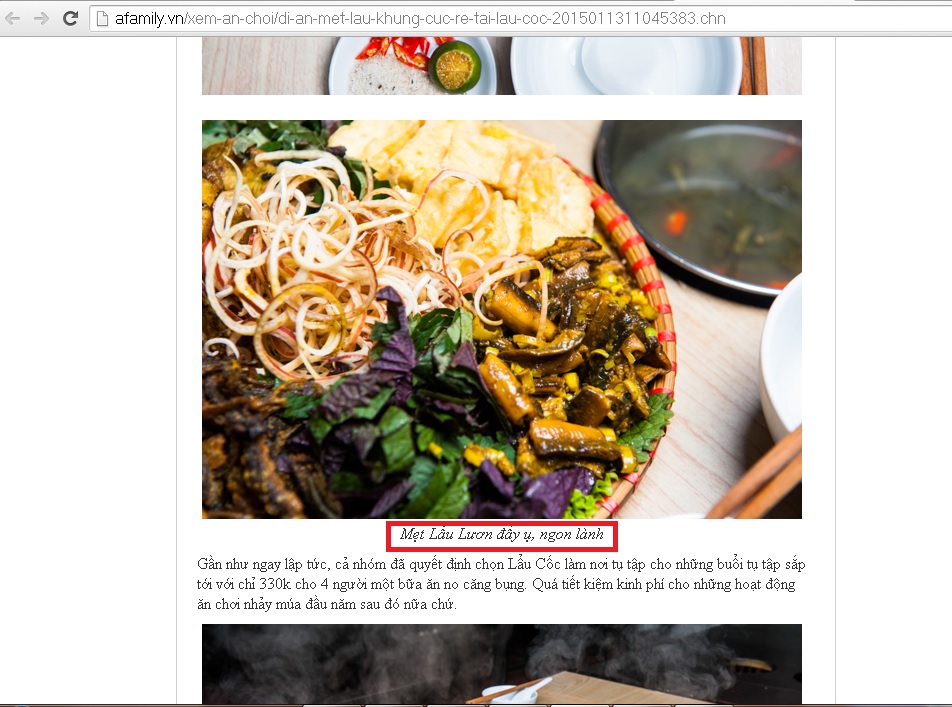 afamily.vn/xem-an-choi/di-an-met-lau-khung-cuc-re-tai-lau-coc-2015011311045383.chn
Mẹt Lẩu Lươn đầy ụ, ngon lành
Gần như ngay lập tức, cả nhóm đã quyết định chọn Lẩu Cốc làm nơi tụ tập cho những buổi tụ tập sắp
tới với chỉ 330k cho 4 người một bữa ăn no căng bụng. Quá tiết kiệm kinh phí cho những hoạt động
ăn chơi nhảy múa đầu năm sau đó nữa chứ.